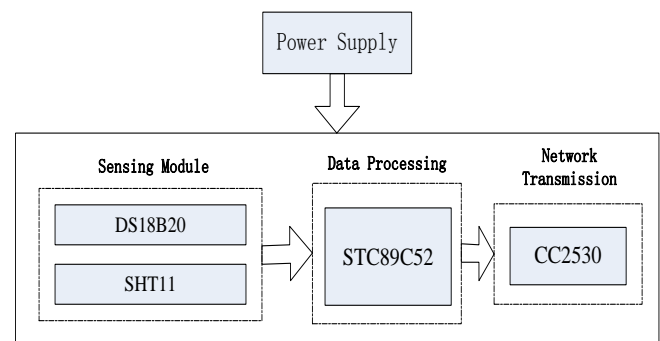 Power Supply
Sensing Module
DS18B20
SHT11
Data Processing
STC89C52
Network
Transmission
CC2530